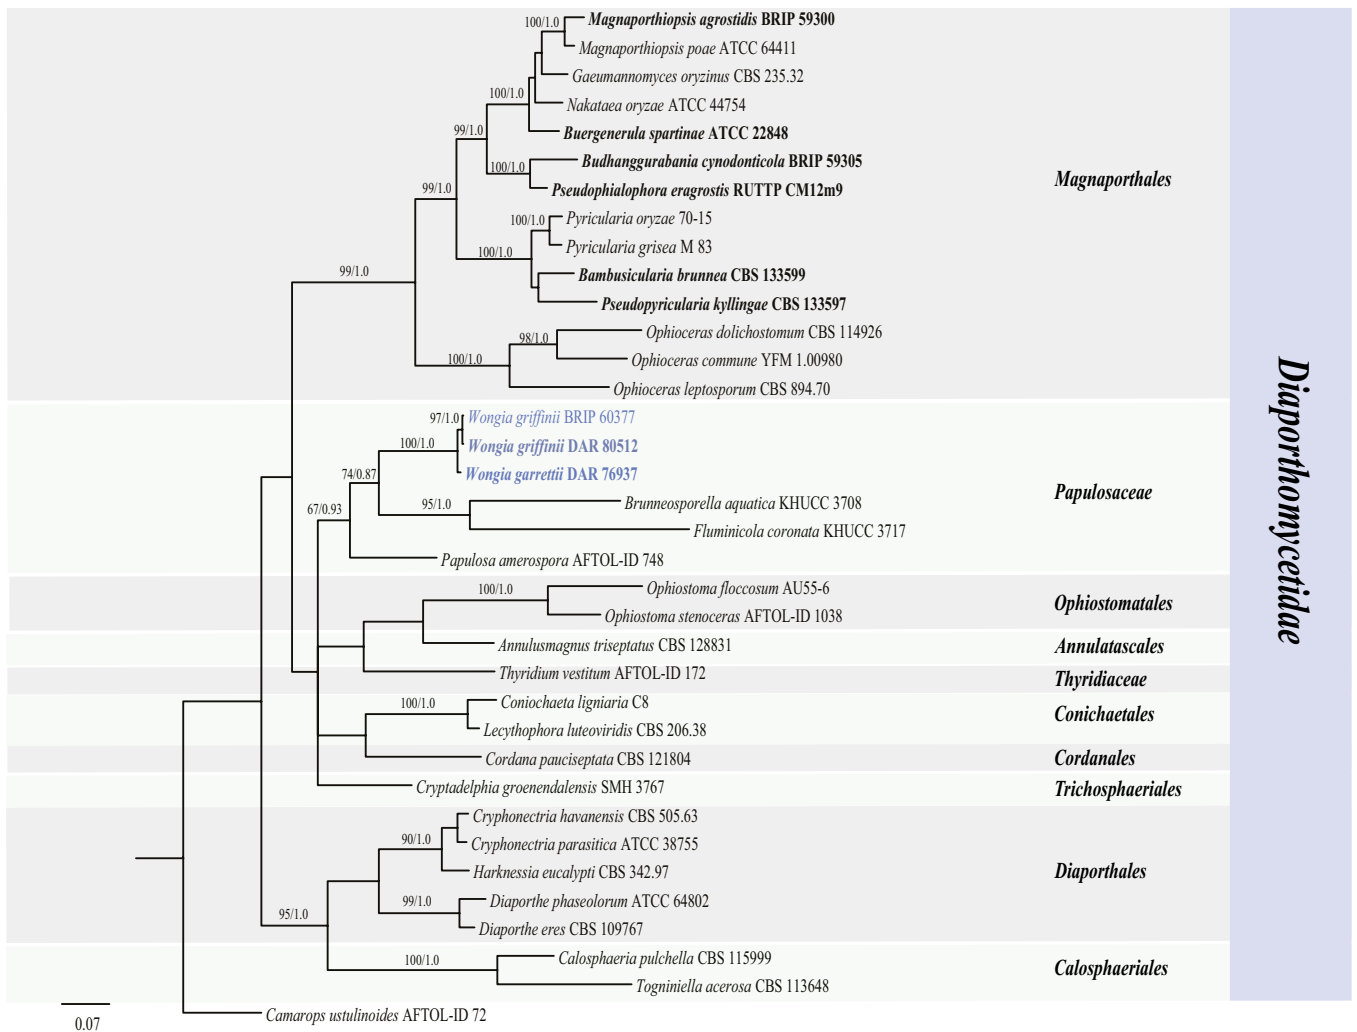 100/1.0 Magnaporthiopsis agrostidis BRIP 59300
Magnaporthiopsis poae ATCC 64411
Gaeumannomyces oryzinus CBS 235.32
100/1.0
Nakataea oryzae ATCC 44754
99/1.0 Buergenerula spartinae ATCC 22848
100/1.0 Budhanggurabania cynodonticola BRIP 59305
Magnaporthales
99/1.0 Pseudophialophora eragrostis RUTTP CM12m9
100/1.0 Pyricularia oryzae 70-15
100/1.0 Pyricularia grisea M 83
99/1.0 Bambusicularia brunnea CBS 133599
Pseudopyricularia kyllingae CBS 133597
98/1.0 Ophioceras dolichostomum CBS 114926
100/1.0 Ophioceras commune YFM 1.00980
Ophioceras leptosporum CBS 894.70
97/1.0 Wongia griffinii BRIP 60377
100/1.0 Wongia griffinii DAR 80512
74/0.87 Wongia garrettii DAR 76937
Papulosaceae
67/0.93 95/1.0 Brunneosporella aquatica KHUCC 3708
Fluminicola coronata KHUCC 3717
Papulosa amerospora AFTOL-ID 748
100/1.0 Ophiostoma floccosum AU55-6
Ophiostomatales
Ophiostoma stenoceras AFTOL-ID 1038
Annulusmagnus triseptatus CBS 128831 Annulatascales
Thyridium vestitum AFTOL-ID 172 Thyridiaceae
100/1.0 Coniochaeta ligniaria C8
Conichaetales
Lecythophora luteoviridis CBS 206.38
Cordana pauciseptata CBS 121804 Cordanales
Cryptadelphia groenendalensis SMH 3767 Trichosphaeriales
Cryphonectria havanensis CBS 505.63
90/1.0 Cryphonectria parasitica ATCC 38755
Harknessia eucalypti CBS 342.97 Diaporthales
99/1.0 Diaporthe phaseolorum ATCC 64802
95/1.0 Diaporthe eres CBS 109767
100/1.0 Calosphaeria pulchella CBS 115999
Calosphaeriales
Togniniella acerosa CBS 113648
Camarops ustulinoides AFTOL-ID 72
0.07
Diaporthomycetidae